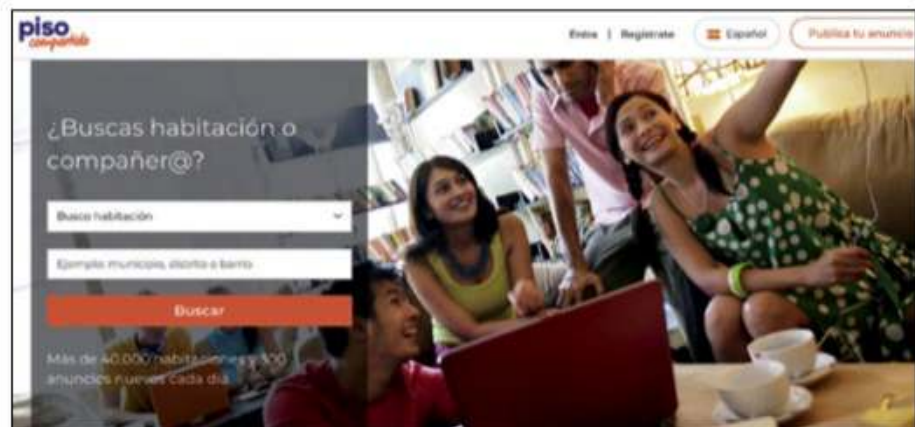 piso
compartido
Entra | Regístrate
Español
Publica tu anuncio
¿Buscas habitación o
compañer@?
Busco habitación
Ejemplo: municipio, distrito o barrio
Buscar
Más de 40.000 habitaciones y 300
anuncios nuevos cada día.